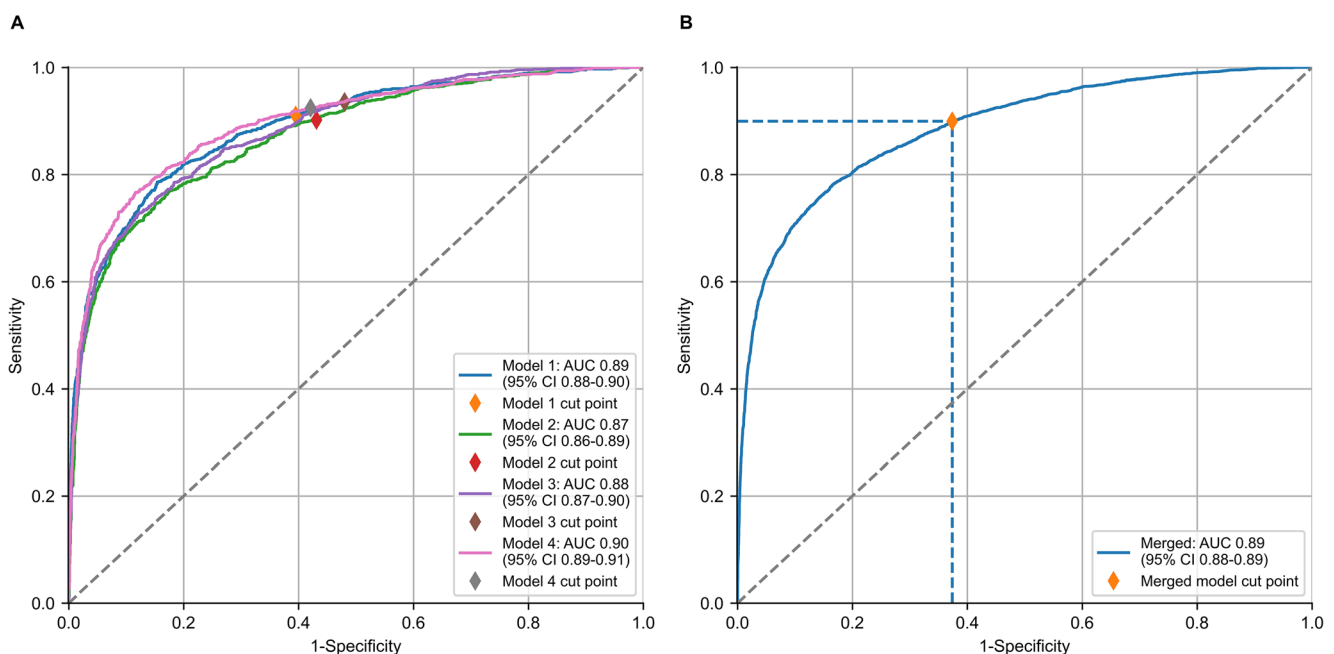 A
1.0
0.8
0.6
0.4
0.2
0.0
Sensitivity
0.0
0.2
0.4
0.6
0.8
1.0
1-Specificity
Model 1: AUC 0.89
(95% CI 0.88-0.90)
Model 1 cut point
Model 2: AUC 0.87
(95% CI 0.86-0.89)
Model 2 cut point
Model 3: AUC 0.88
(95% CI 0.87-0.90)
Model 3 cut point
Model 4: AUC 0.90
(95% CI 0.89-0.91)
Model 4 cut point
B
1.0
0.8
0.6
0.4
0.2
0.0
Sensitivity
0.0
0.2
0.4
0.6
0.8
1.0
1-Specificity
Merged: AUC 0.89
(95% CI 0.88-0.89)
Merged model cut point